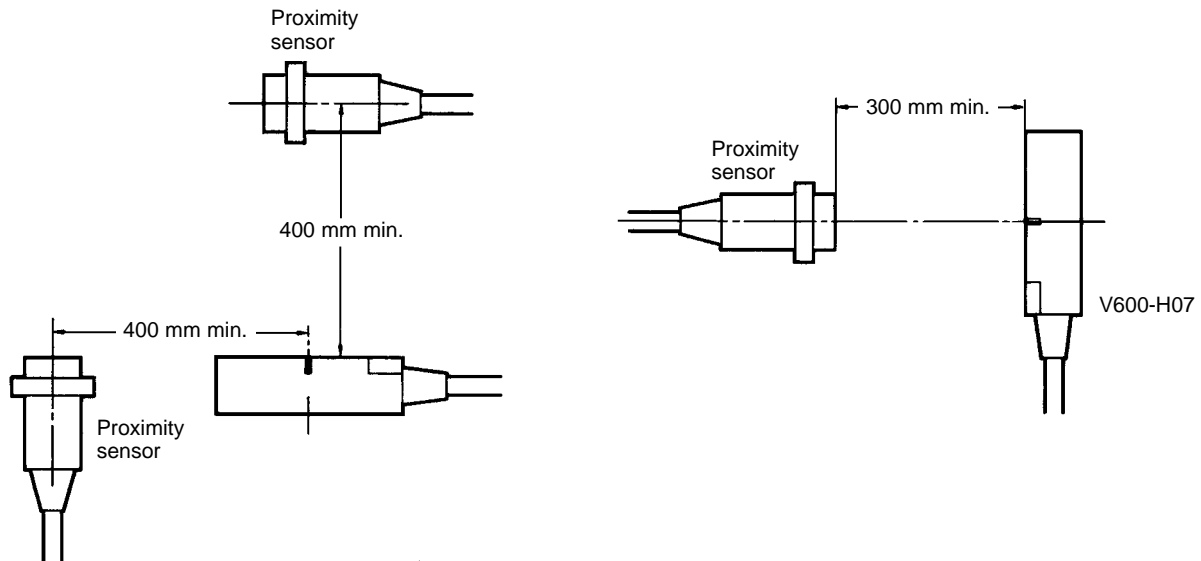 Proximity
sensor
400 mm min.
400 mm min.
Proximity
sensor
300 mm min.
Proximity
sensor
V600-H07